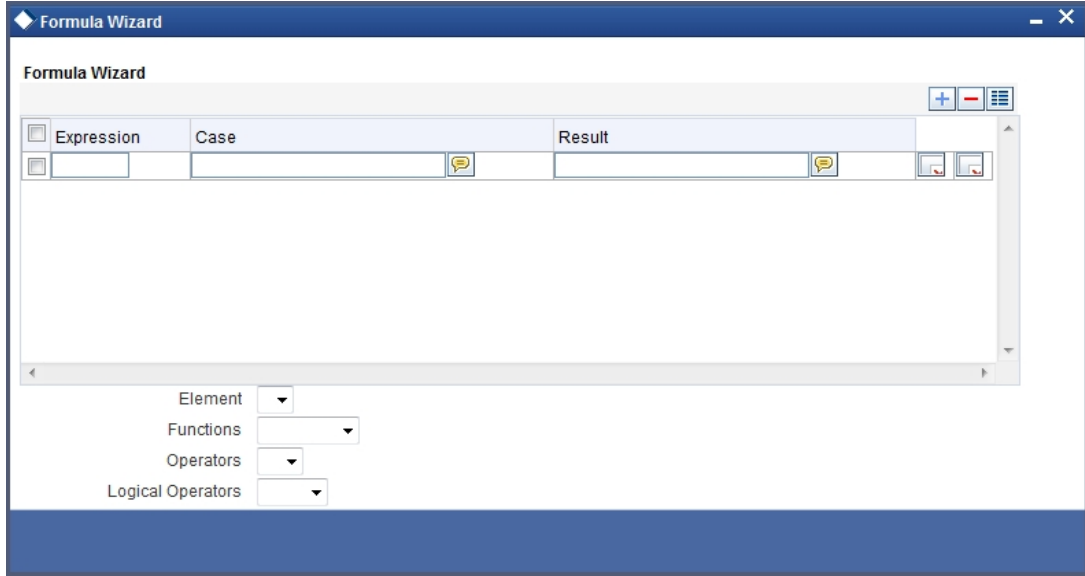 Formula Wizard
Formula Wizard
Expression Case Result
Element
Functions
Operators
Logical Operators